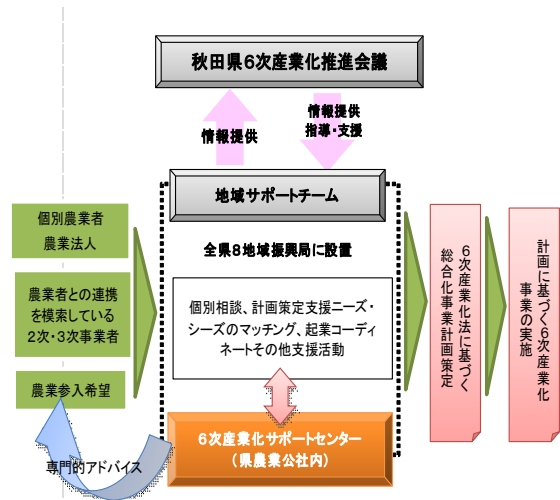 秋田県6次産業化推進会議
情報提供
情報提供
指導・支援
地域サポートチーム
全県8地域振興局に設置
個別農業者
農業法人
農業者との連携
を模索している
2次・3次事業者
農業参入希望
個別相談、計画策定支援ニーズ・
シーズのマッチング、起業コーディ
ネートその他支援活動
6次産業化サポートセンター
（県農業公社内）
専門的アドバイス
6次産業化法に基づく
総合化事業計画策定
計画に基づく6次産業化
事業の実施